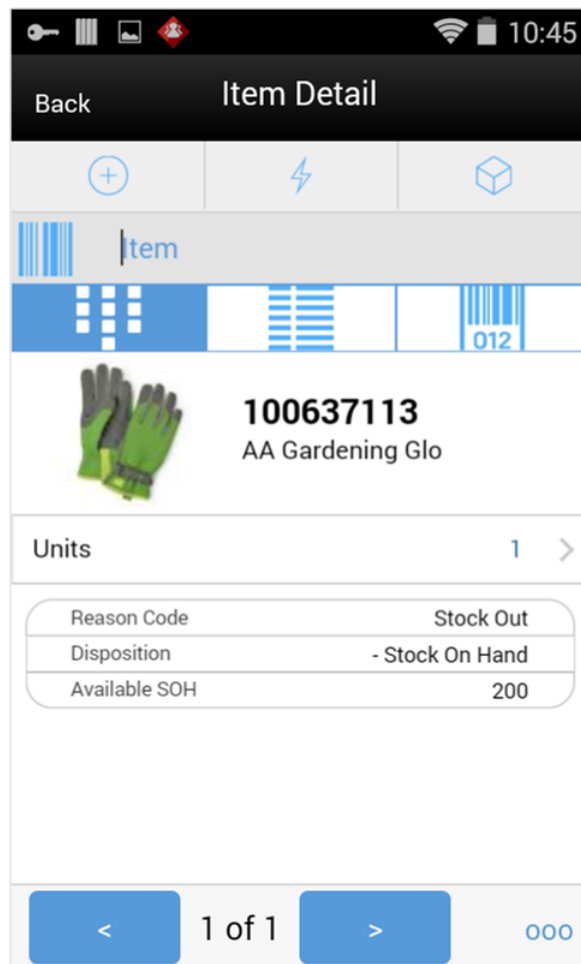 10:45
Back
Item Detail
Item
012
100637113
AA Gardening Glo
Units 1 >
Reason Code Stock Out
Disposition - Stock On Hand
Available SOH 200
< 1 of 1 > ooo